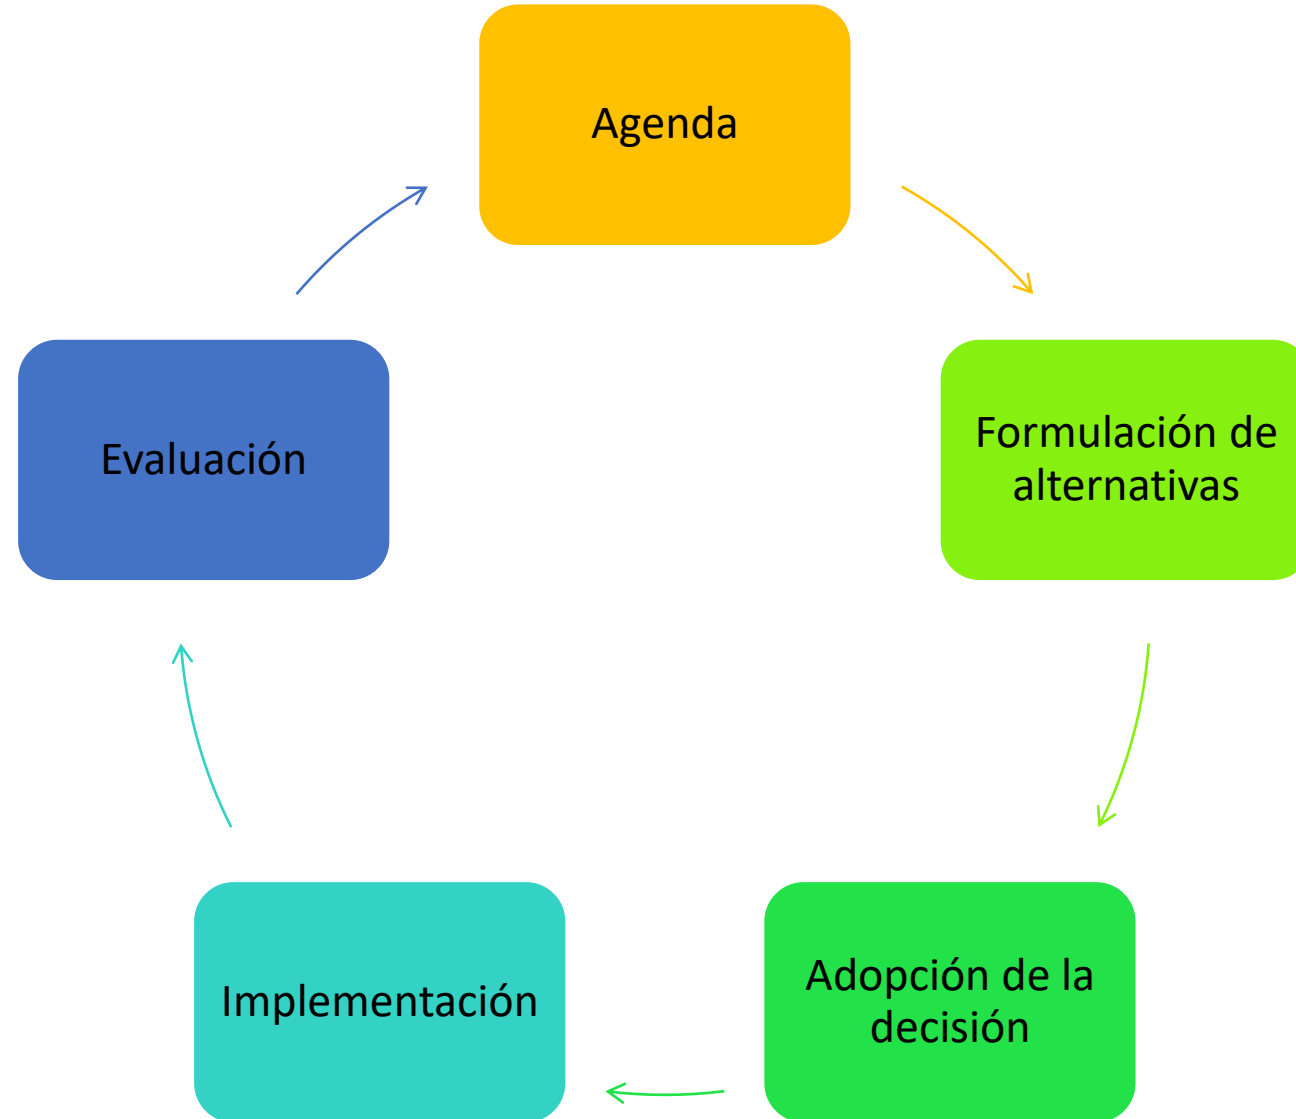 Agenda
Formulación de
alternativas
Adopción de la
decisión
Implementación
Evaluación